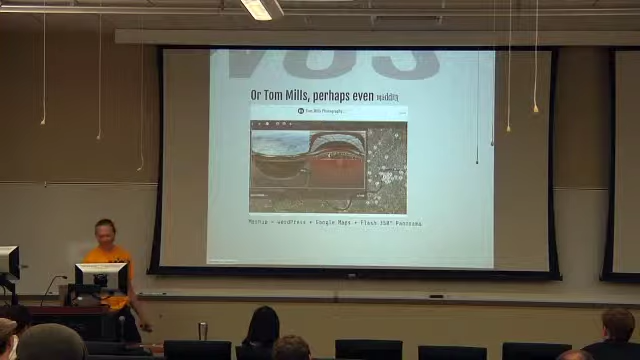 Or Tom Mills, perhaps even
Tom Mills Photography
Mashup - WordPress + Google Maps + Flash 360° Panorama